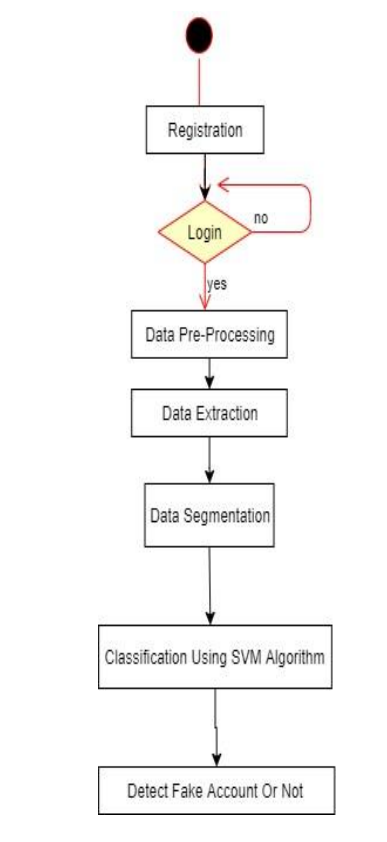 Registration
Login
no
yes
Data Pre-Processing
Data Extraction
Data Segmentation
Classification Using SVM Algorithm
Detect Fake Account Or Not